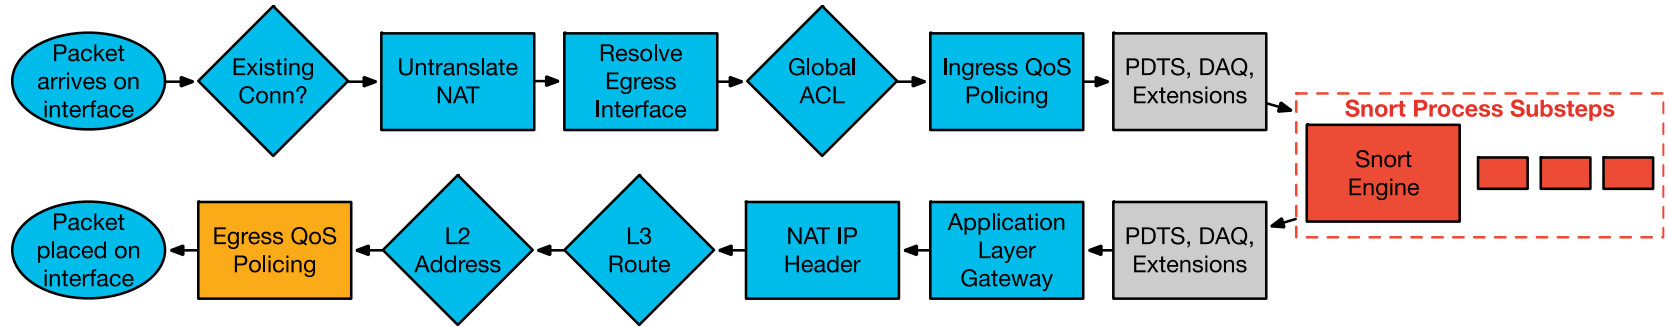 Packet
arrives on
interface
Existing
Conn?
Untranslate
NAT
Resolve
Egress
Interface
Global
ACL
Ingress QoS
Policing
PDTS, DAQ,
Extensions
Snort Process Substeps
Snort
Engine
Packet
placed on
interface
Egress QoS
Policing
L2
Address
L3
Route
NAT IP
Header
Application
Layer
Gateway
PDTS, DAQ,
Extensions